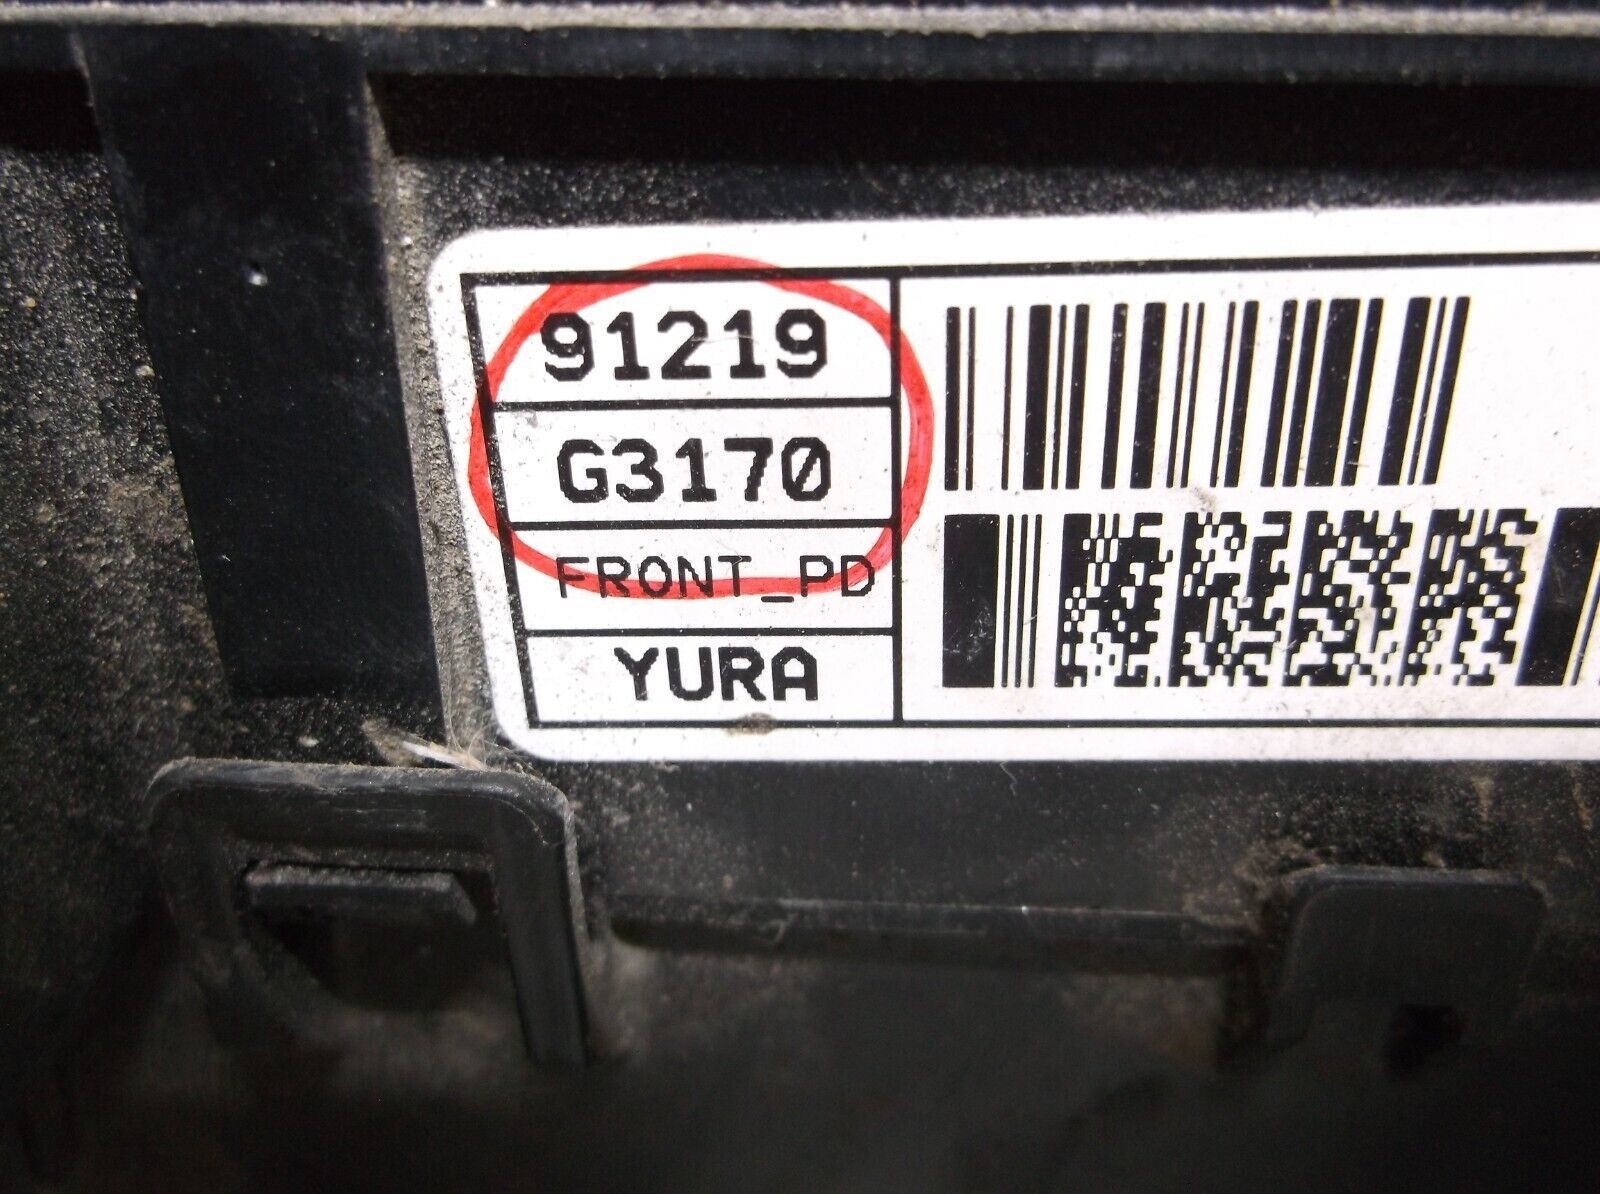 91219
G3170
FRONT_PD
YURA